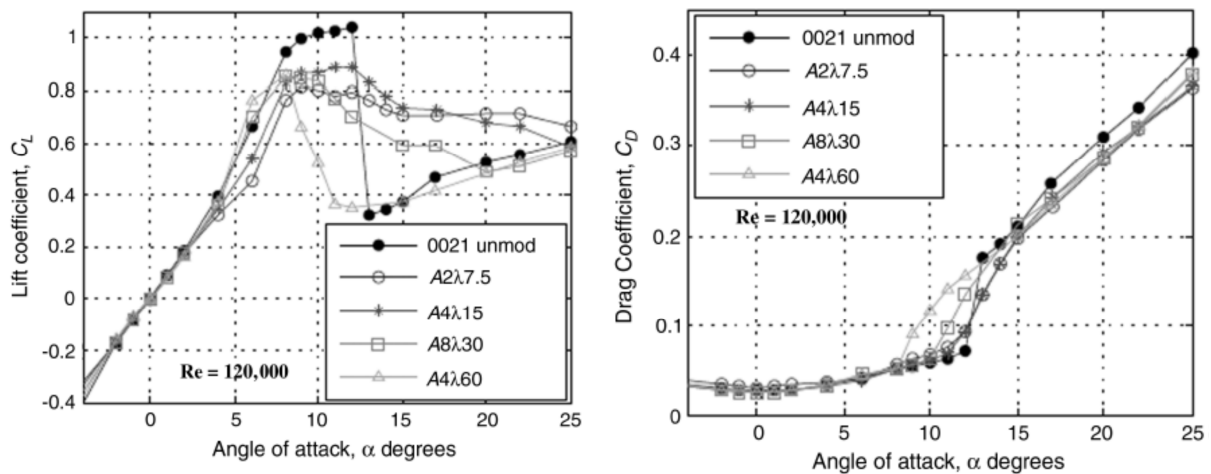 Lift coefficient, C_L
1
0.8
0.6
0.4
0.2
0
-0.2
-0.4
0 5 10 15 20 25
Angle of attack, α degrees
0021 unmod
A2λ7.5
A4λ15
A8λ30
A4λ60
Re = 120,000
Drag Coefficient, C_D
0.4
0.3
0.2
0.1
0
0 5 10 15 20 25
Angle of attack, α degrees
0021 unmod
A2λ7.5
A4λ15
A8λ30
A4λ60
Re = 120,000